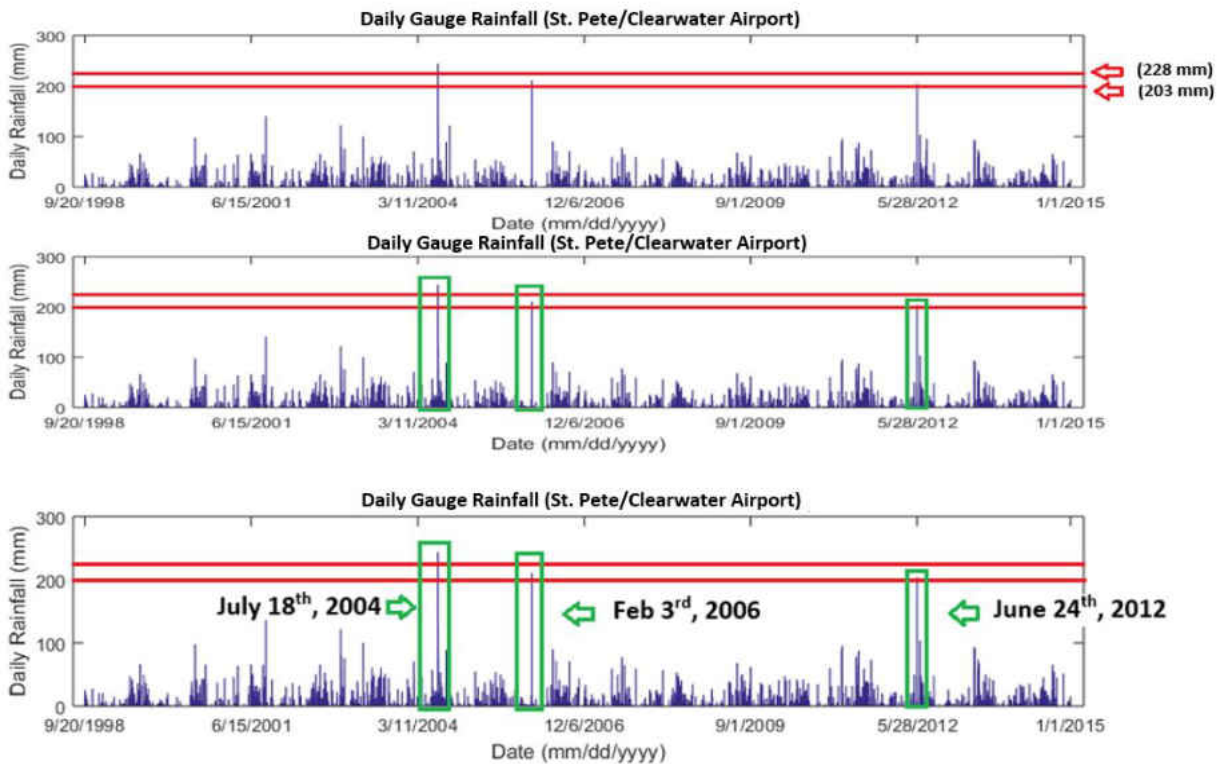 Daily Gauge Rainfall (St. Pete/Clearwater Airport)
Daily Rainfall (mm)
300
200
100
0
(228 mm)
(203 mm)
9/20/1998 6/15/2001 3/11/2004 12/6/2006 9/1/2009 5/28/2012 1/1/2015
Date (mm/dd/yyyy)
Daily Gauge Rainfall (St. Pete/Clearwater Airport)
Daily Rainfall (mm)
300
200
100
0
9/20/1998 6/15/2001 3/11/2004 12/6/2006 9/1/2009 5/28/2012 1/1/2015
Date (mm/dd/yyyy)
Daily Gauge Rainfall (St. Pete/Clearwater Airport)
Daily Rainfall (mm)
300
200
100
0
July 18th, 2004 Feb 3rd, 2006 June 24th, 2012
9/20/1998 6/15/2001 3/11/2004 12/6/2006 9/1/2009 5/28/2012 1/1/2015
Date (mm/dd/yyyy)